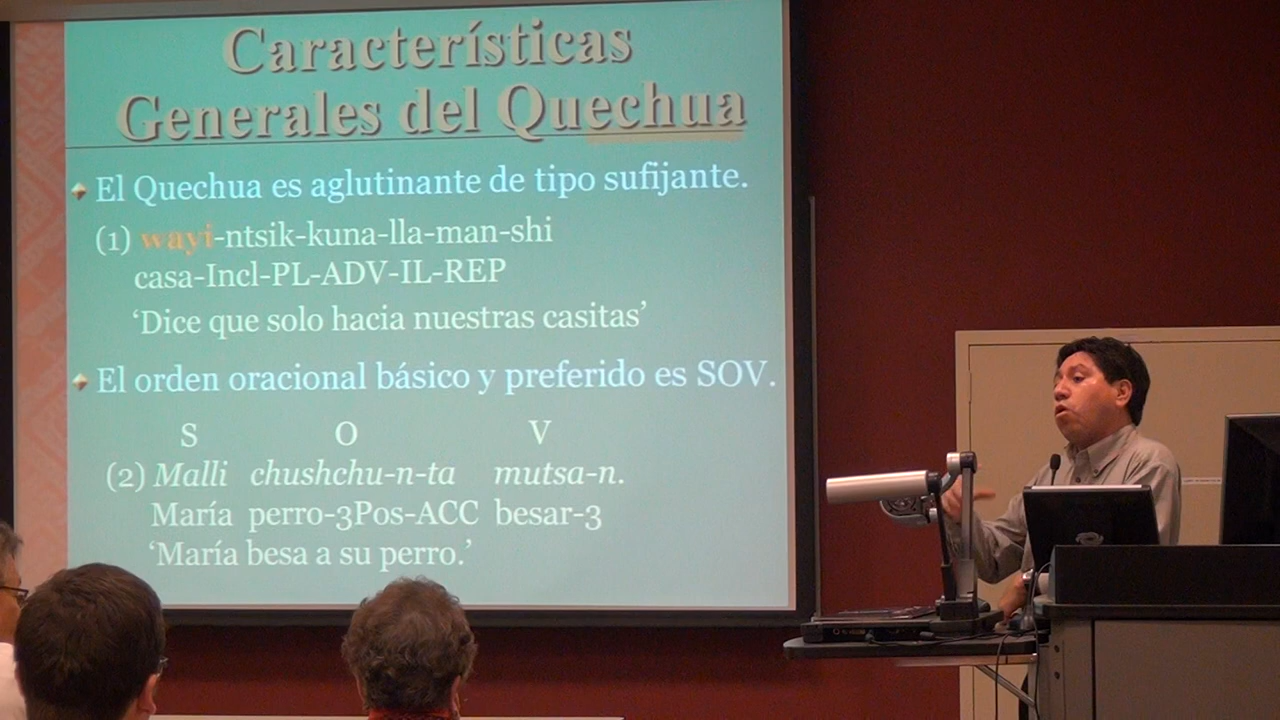 Características
Generales del Quechua
El Quechua es aglutinante de tipo sufijante.
(1) wayi-ntsik-kuna-lla-man-shi
casa-Incl-PL-ADV-IL-REP
‘Dice que solo hacia nuestras casitas’
El orden oracional básico y preferido es SOV.
S O V
(2) Malli chushchu-n-ta mutsa-n.
María perro-3Pos-ACC besar-3
‘María besa a su perro.’